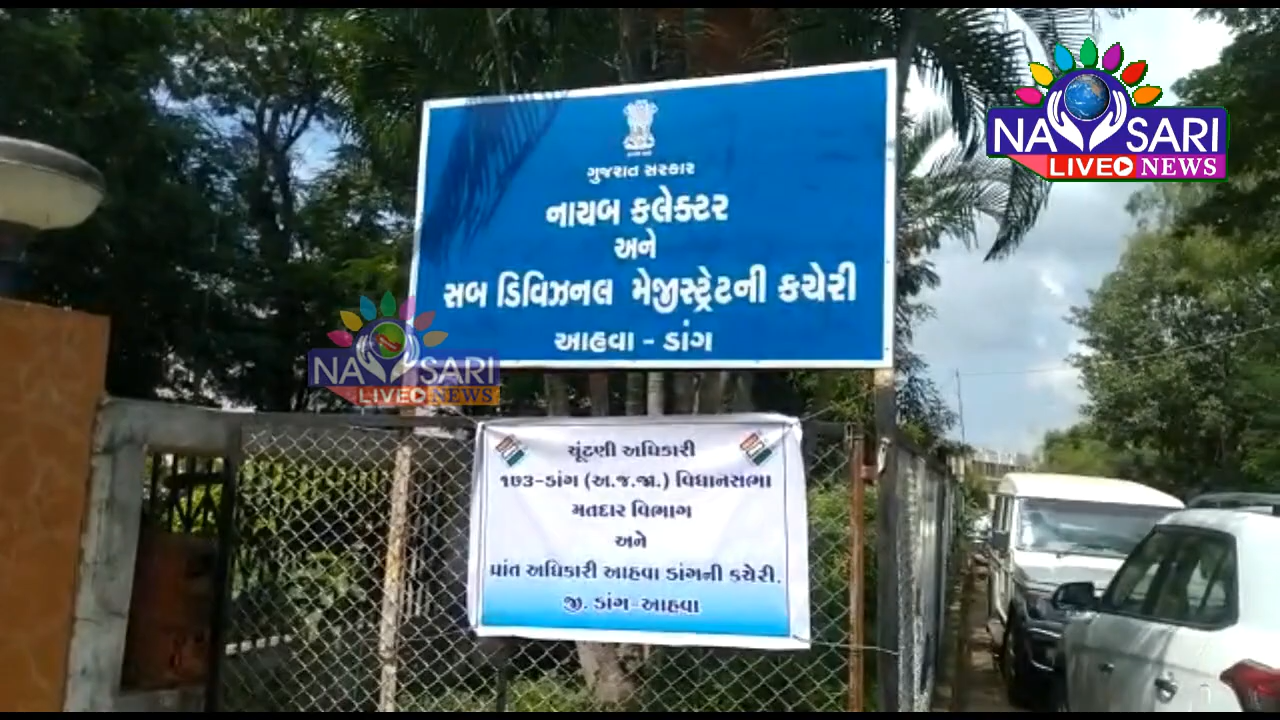 NAVSARI
LIVE NEWS
ગુજરાત સરકાર
નાયબ કલેક્ટર
અને
સબ ડિવિઝનલ મેજીસ્ટ્રેટની કચેરી
આહવા - ડાંગ
NAVSARI
LIVE NEWS
ચૂંટણી અધિકારી
૧૭૩-ડાંગ (અ.જ.જા.) વિધાનસભા
મતદાર વિભાગ
અને
પ્રાંત અધિકારી આહવા ડાંગની કચેરી.
જી. ડાંગ-આહવા